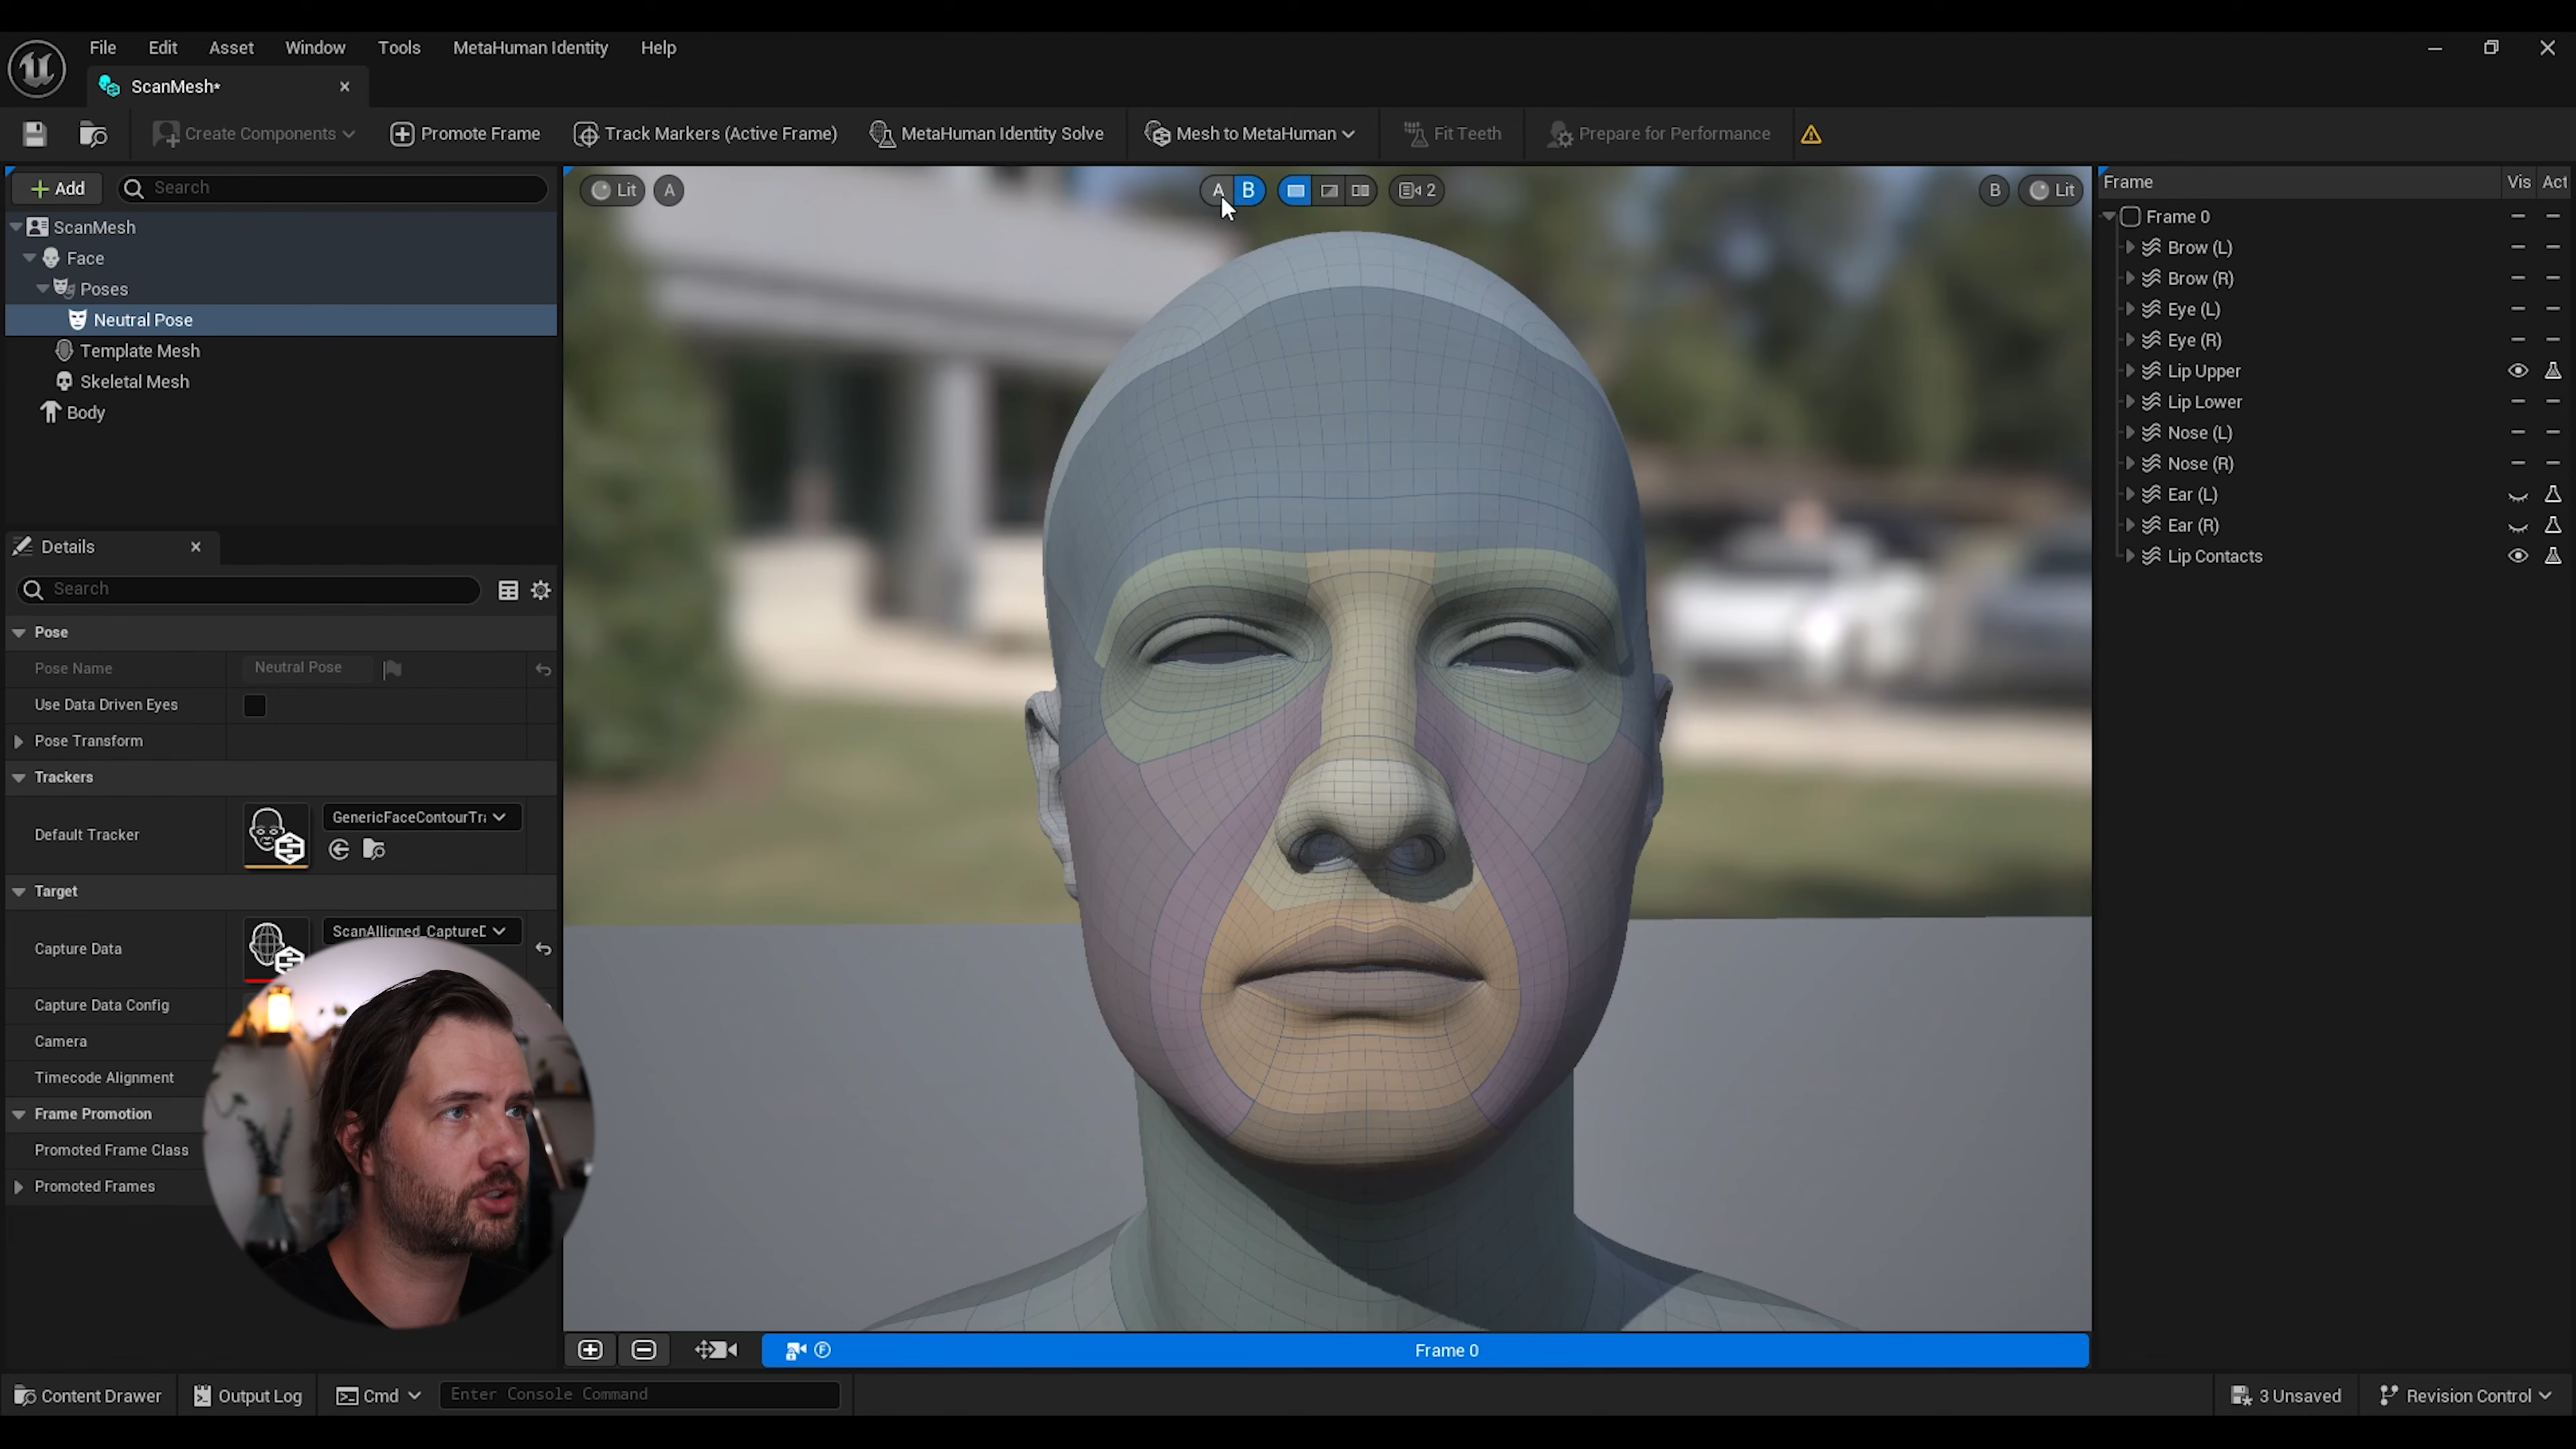 File Edit Asset Window Tools MetaHuman Identity Help
ScanMesh*
Create Components Promote Frame Track Markers (Active Frame) MetaHuman Identity Solve Mesh to MetaHuman Fit Teeth Prepare for Performance
Add Search
ScanMesh
Face
Poses
Neutral Pose
Template Mesh
Skeletal Mesh
Body
Details
Search
Pose
Pose Name Neutral Pose
Use Data Driven Eyes
Pose Transform
Trackers
Default Tracker GenericFaceContourTr
Target
Capture Data ScanAlligned_Capture
Capture Data Config
Camera
Timecode Alignment
Frame Promotion
Promoted Frame Class
Promoted Frames
Lit A A B 2 B Lit
F Frame 0
Frame Vis Act
Frame 0
Brow (L)
Brow (R)
Eye (L)
Eye (R)
Lip Upper
Lip Lower
Nose (L)
Nose (R)
Ear (L)
Ear (R)
Lip Contacts
Content Drawer Output Log Cmd Enter Console Command 3 Unsaved Revision Control